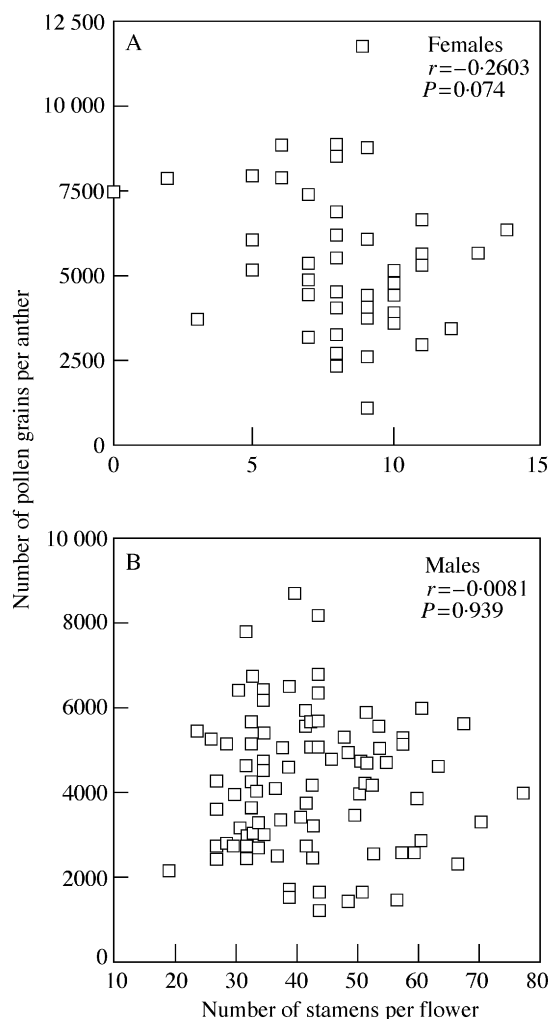 12 500
A
Females
r=−0·2603
P=0·074
10 000
7500
5000
2500
0
0
5
10
15
Number of pollen grains per anther
10 000
B
Males
r=−0·0081
P=0·939
8000
6000
4000
2000
0
10
20
30
40
50
60
70
80
Number of stamens per flower